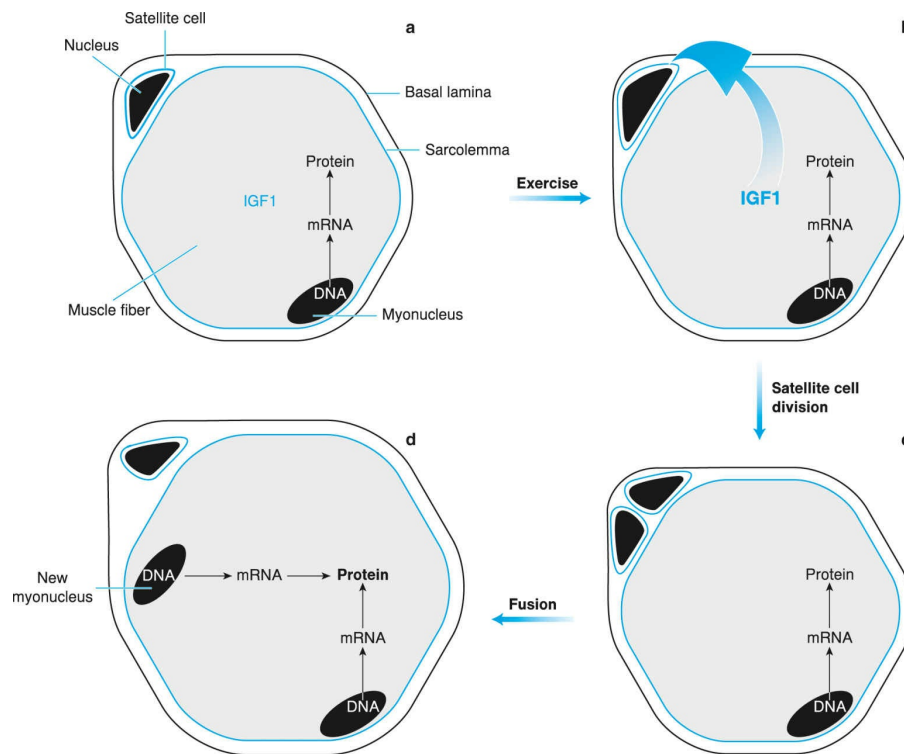 Satellite cell
Nucleus
a
Basal lamina
Sarcolemma
Protein
IGF1
mRNA
DNA
Muscle fiber
Myonucleus
Exercise
Protein
IGF1
mRNA
DNA
Satellite cell
division
d
DNA
mRNA
Protein
New
myonucleus
mRNA
DNA
Fusion
Protein
mRNA
DNA